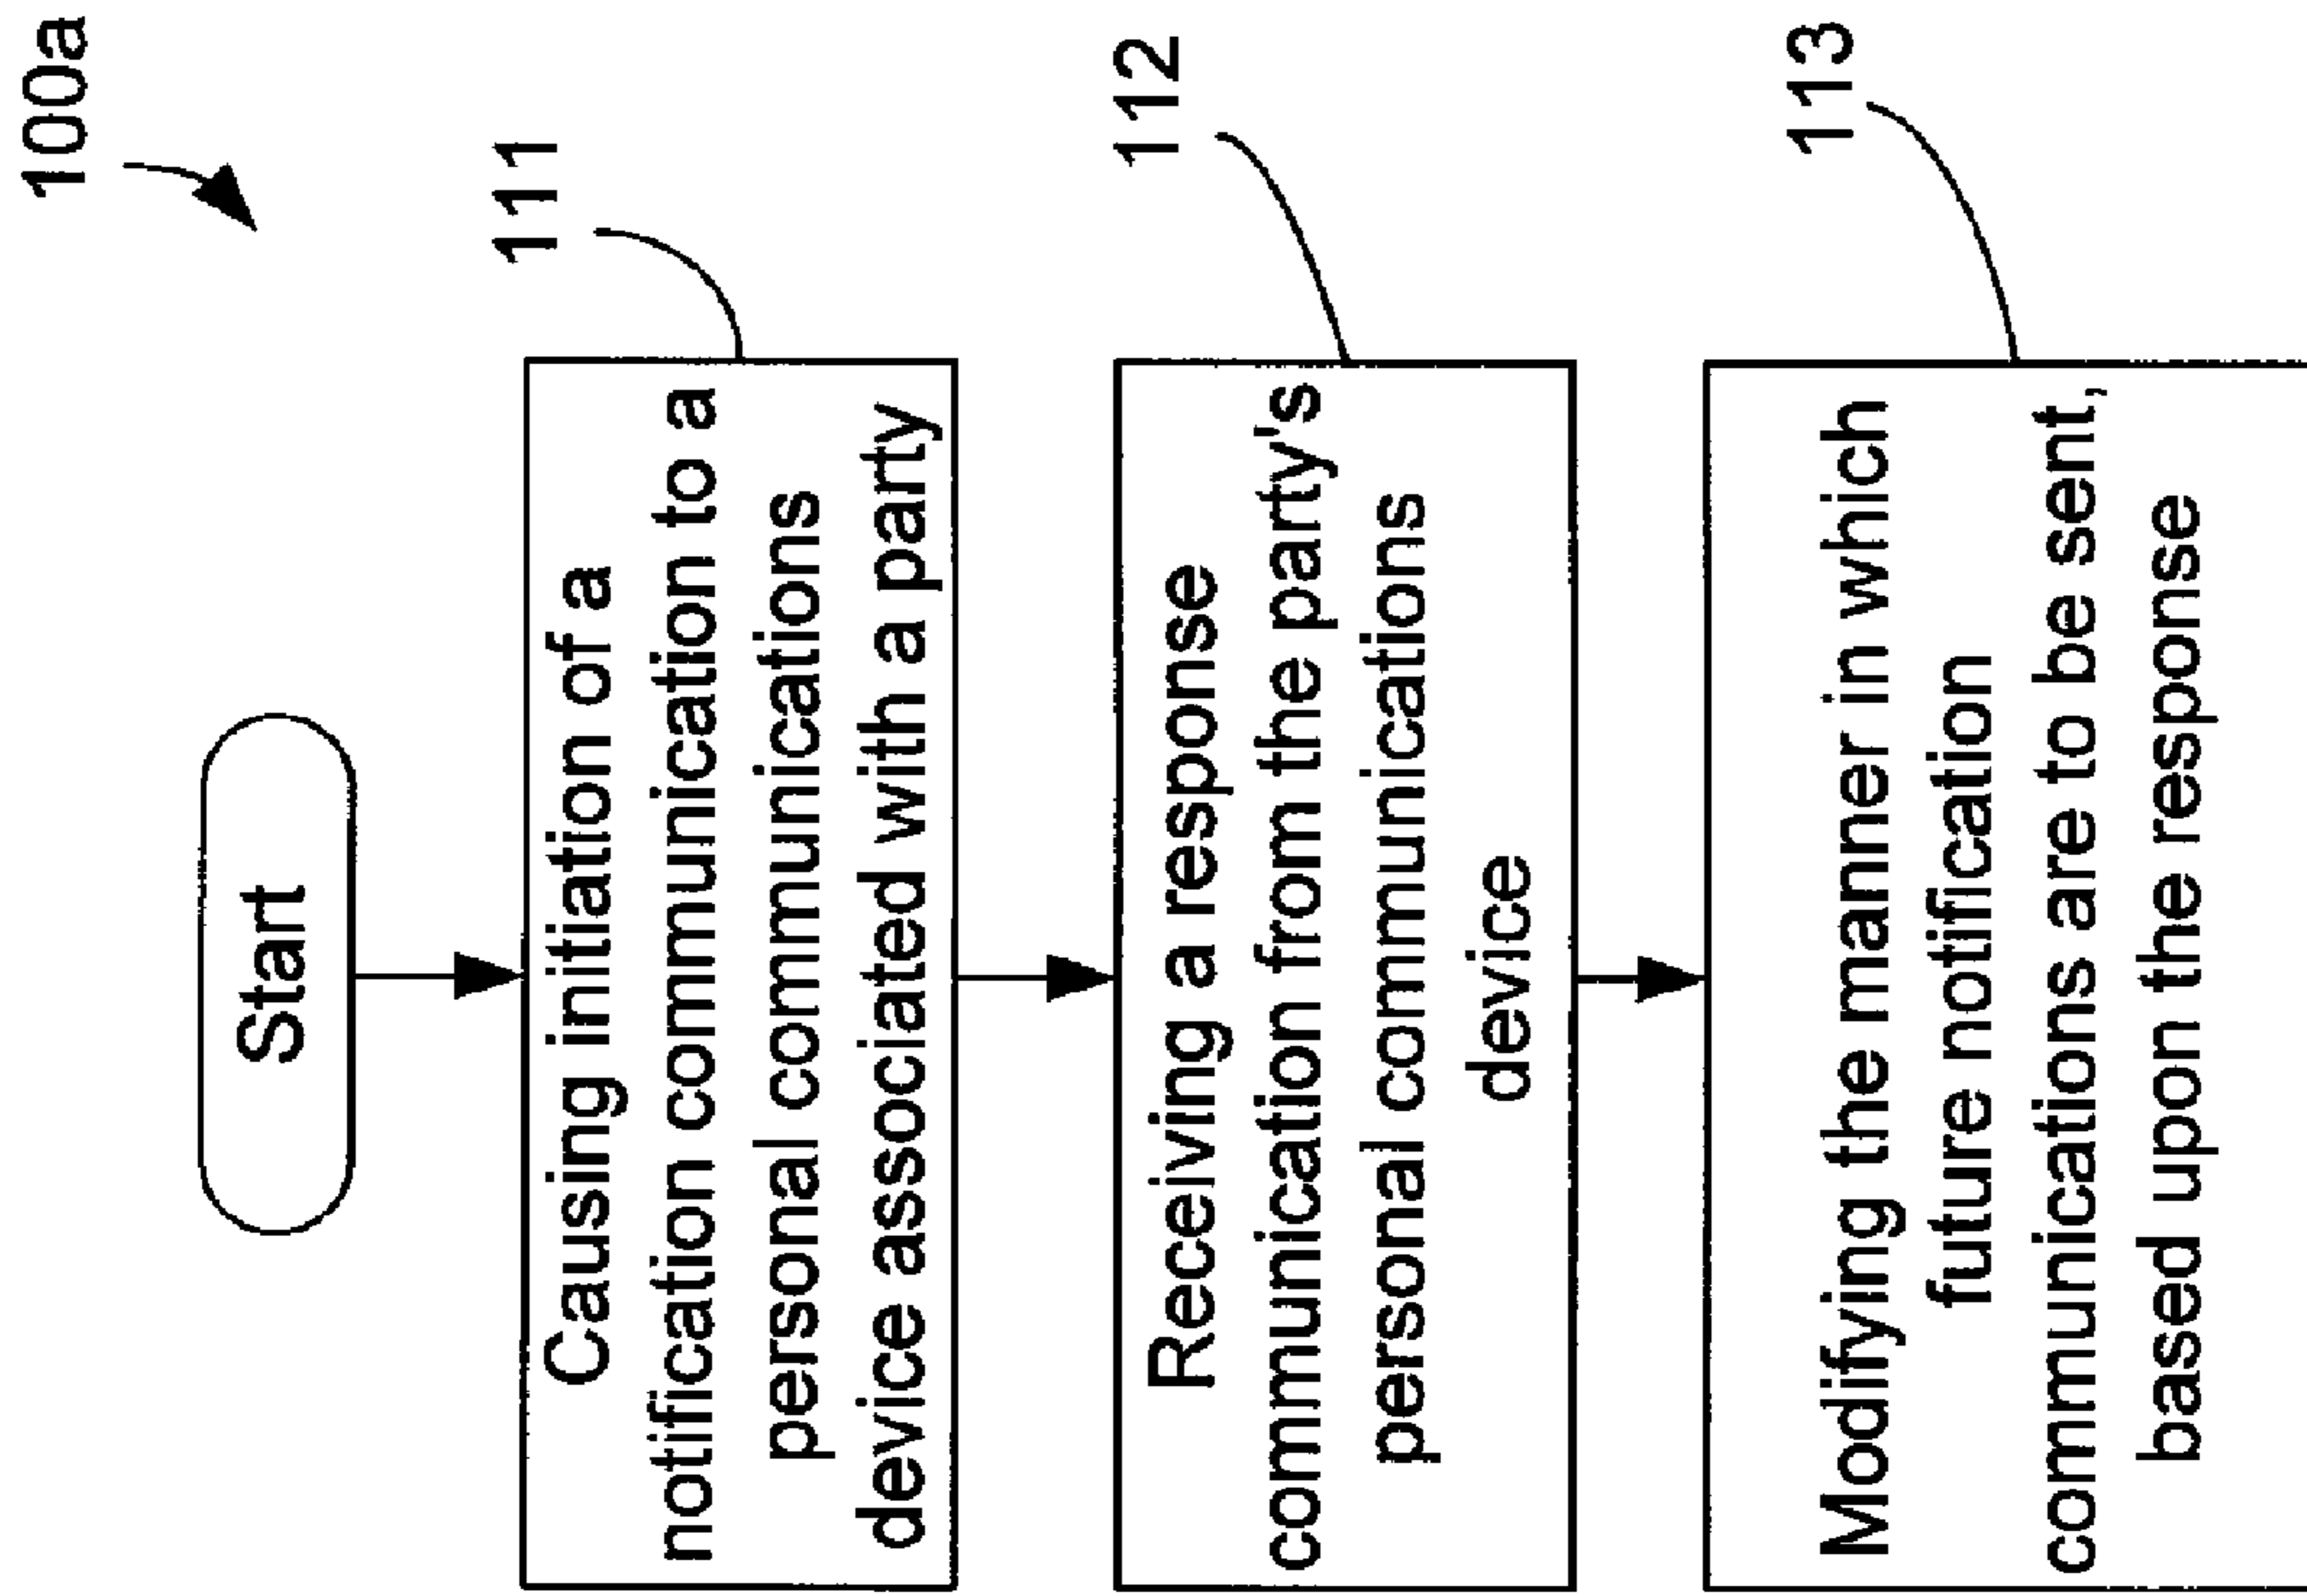 100a
Start
111
Causing initiation of a
notification communication to a
personal communications
device associated with a party
112
Receiving a response
communication from the party's
personal communications
device
113
Modifying the manner in which
future notification
communications are to be sent,
based upon the response